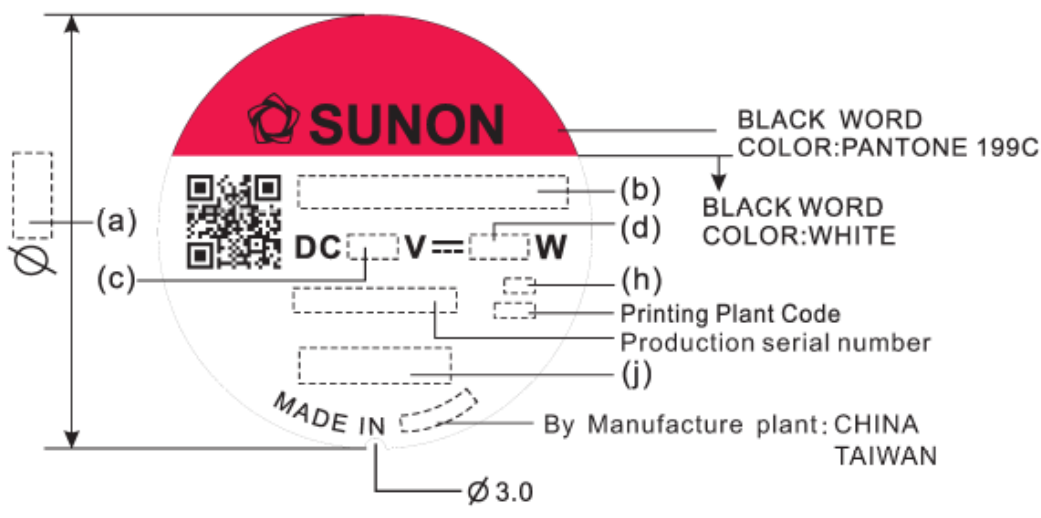 SUNON
BLACK WORD
COLOR:PANTONE 199C
(b)
BLACK WORD
COLOR:WHITE
(a)
DC V W
(d)
Ø
(c)
(h)
Printing Plant Code
Production serial number
(j)
MADE IN
By Manufacture plant: CHINA
TAIWAN
Ø 3.0